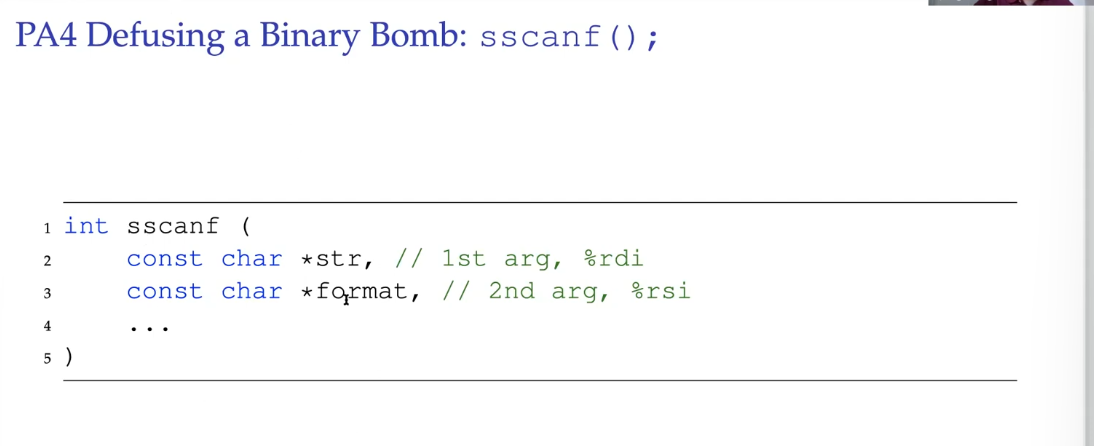 PA4 Defusing a Binary Bomb: sscanf();
1 int sscanf (
2 const char *str, // 1st arg, %rdi
3 const char *format, // 2nd arg, %rsi
4 ...
5 )